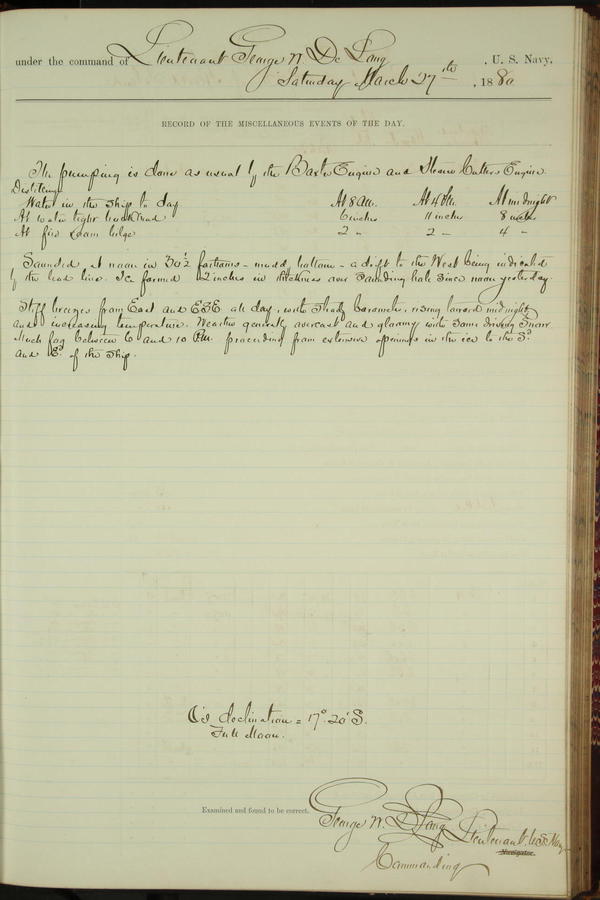 under the command of Lieutenant George W. De Long, U. S. Navy,
Saturday March 27th, 1880
RECORD OF THE MISCELLANEOUS EVENTS OF THE DAY.
The pumping is done as usual by the Baxter Engine and Steam Cutters Engine.
Distilling
Water in the Ship to day At 8 AM. At 4 PM. At midnight
At water tight bulkhead 6 inches 11 inches 8 inches
At fire room bilge 2 " 2 " 4 "
Sounded at noon in 30½ fathoms - mud bottom - a drift to the West being indicated
by the lead line. Ice formed 12 inches in thickness over sounding hole since noon yesterday.
Stiff breezes from East and ESE all day, with steady barometer, rising toward midnight,
and increasing temperature. Weather generally overcast and gloomy with some driving snow
Much fog between 6 and 10 PM. proceeding from extensive openings in the ice to the Sd.
and Ed. of the Ship.
☾'s declination = 17° 20' S.
Full Moon.
Examined and found to be correct.
George W. De Long Lieutenant U.S. Navy
Navigator.
Commanding